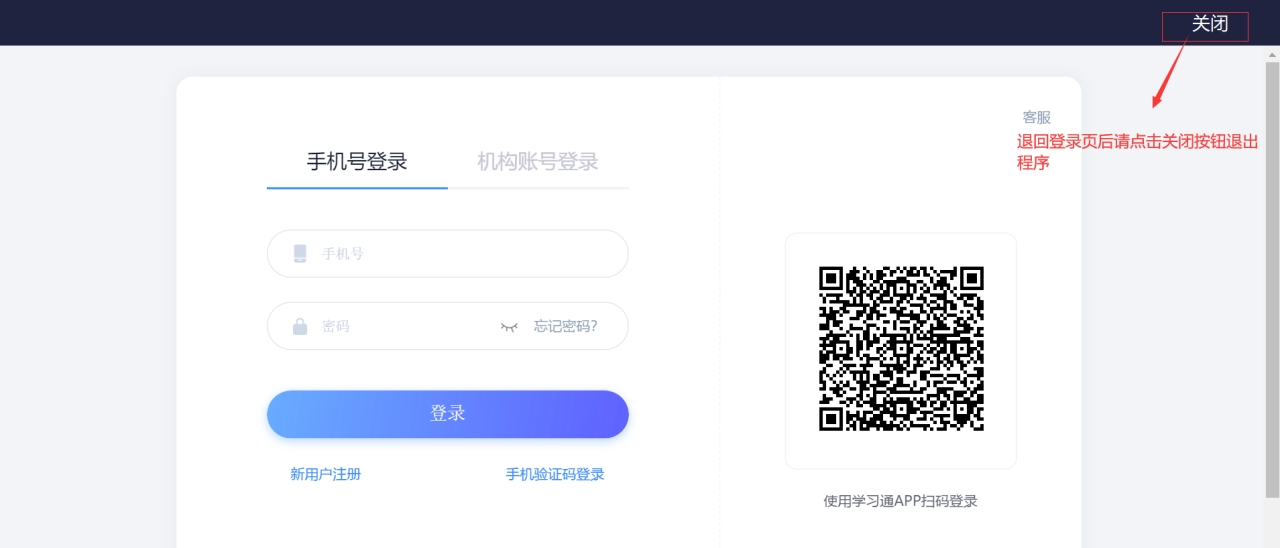 关闭
客服
退回登录页后请点击关闭按钮退出
程序
手机号登录
机构账号登录
手机号
密码
忘记密码?
登录
新用户注册
手机验证码登录
使用学习通APP扫码登录